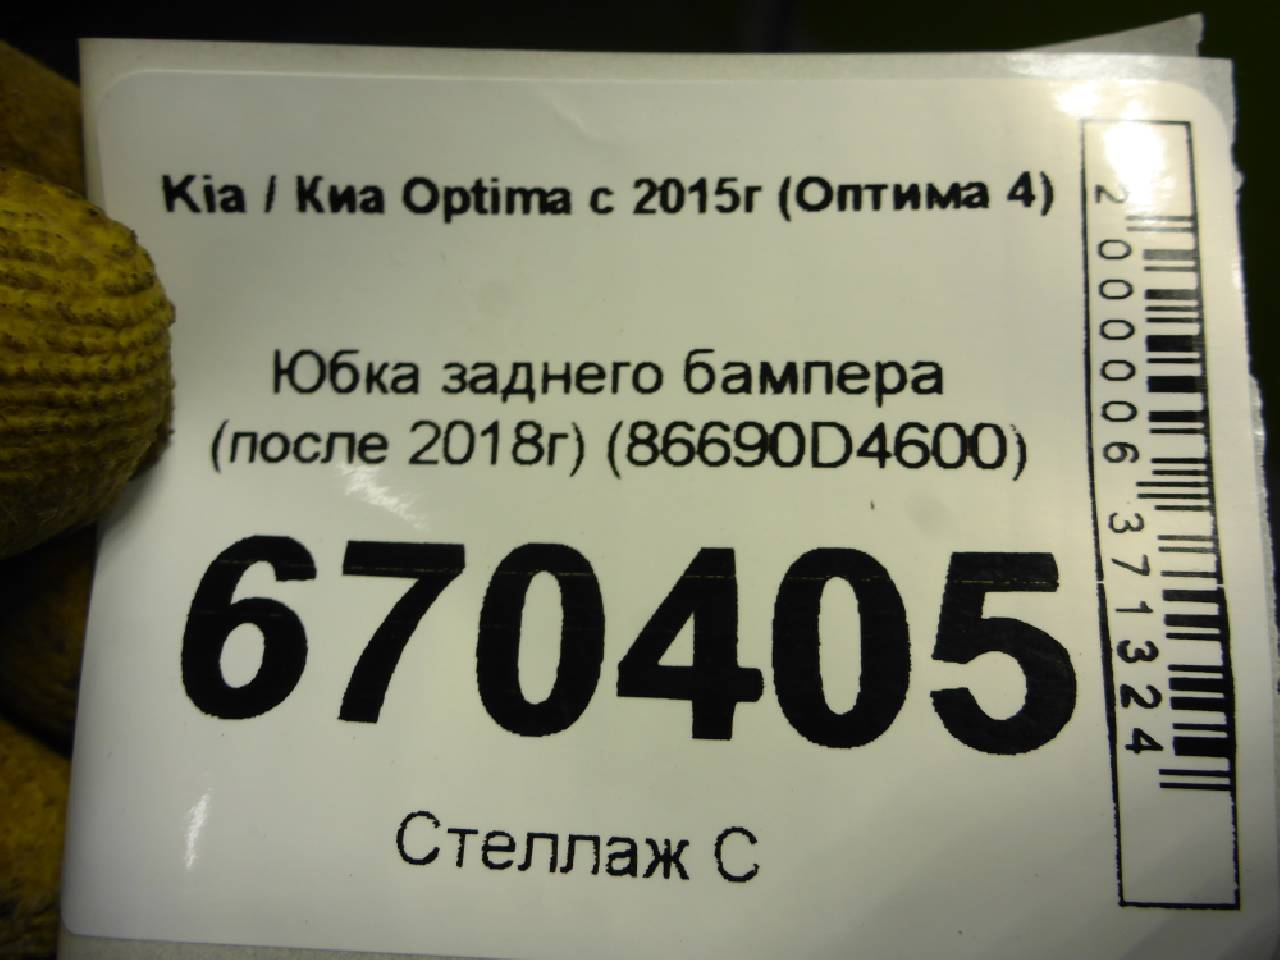 Kia / Киа Optima с 2015г (Оптима 4)
Юбка заднего бампера
(после 2018г) (86690D4600)
670405
Стеллаж С
2000006371324